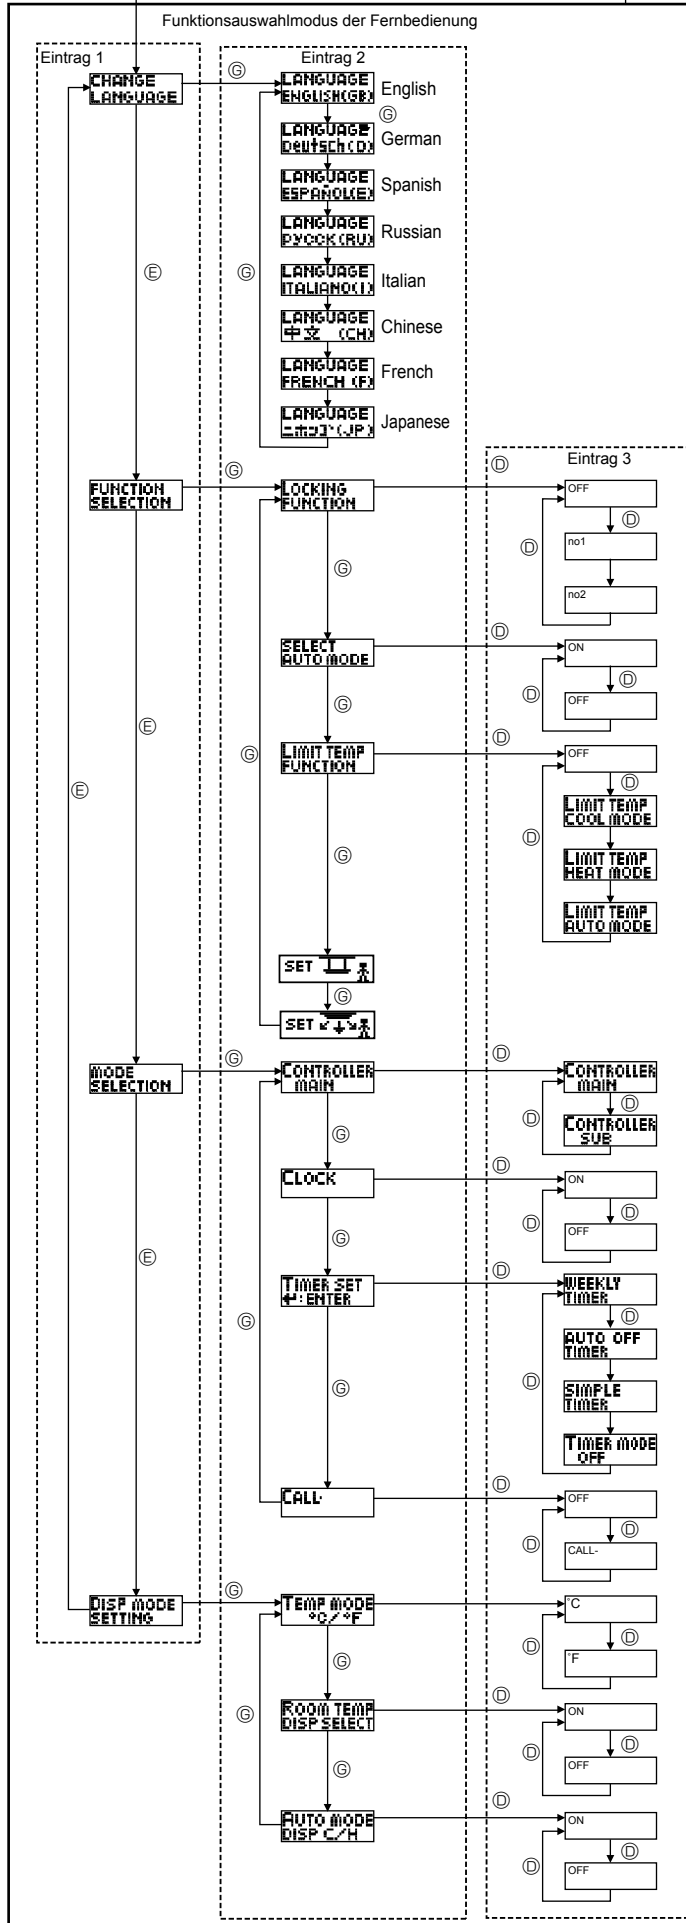 Funktionsauswahlmodus der Fernbedienung
Eintrag 1
Eintrag 2
CHANGE
LANGUAGE
Ⓖ
LANGUAGE
ENGLISH(GB)
English
Ⓖ
LANGUAGE
Deutsch(D)
German
LANGUAGE
ESPAÑOL(E)
Spanish
LANGUAGE
РУССК(RU)
Russian
Ⓔ
Ⓖ
LANGUAGE
ITALIANO(I)
Italian
LANGUAGE
中文 (CH)
Chinese
LANGUAGE
FRENCH (F)
French
LANGUAGE
ニホンゴ(JP)
Japanese
Eintrag 3
FUNCTION
SELECTION
Ⓖ
LOCKING
FUNCTION
Ⓓ
OFF
Ⓓ
no1
Ⓓ
no2
Ⓖ
SELECT
AUTO MODE
Ⓓ
ON
Ⓓ
Ⓓ
OFF
Ⓖ
Ⓔ
Ⓖ
LIMIT TEMP
FUNCTION
Ⓓ
OFF
Ⓓ
Ⓔ
LIMIT TEMP
COOL MODE
Ⓓ
LIMIT TEMP
HEAT MODE
Ⓖ
LIMIT TEMP
AUTO MODE
SET
Ⓖ
SET
MODE
SELECTION
Ⓖ
CONTROLLER
MAIN
Ⓓ
CONTROLLER
MAIN
Ⓓ
Ⓓ
CONTROLLER
SUB
Ⓖ
CLOCK
Ⓓ
ON
Ⓓ
Ⓓ
OFF
Ⓖ
Ⓔ
TIMER SET
↵:ENTER
Ⓓ
WEEKLY
TIMER
Ⓓ
Ⓖ
AUTO OFF
TIMER
Ⓓ
SIMPLE
TIMER
Ⓖ
TIMER MODE
OFF
CALL-
Ⓓ
OFF
Ⓓ
Ⓓ
CALL-
DISP MODE
SETTING
Ⓖ
TEMP MODE
°C/°F
Ⓓ
°C
Ⓓ
Ⓓ
°F
Ⓖ
ROOM TEMP
DISP SELECT
Ⓓ
ON
Ⓖ
Ⓓ
Ⓓ
OFF
Ⓖ
AUTO MODE
DISP C/H
Ⓓ
ON
Ⓓ
Ⓓ
OFF